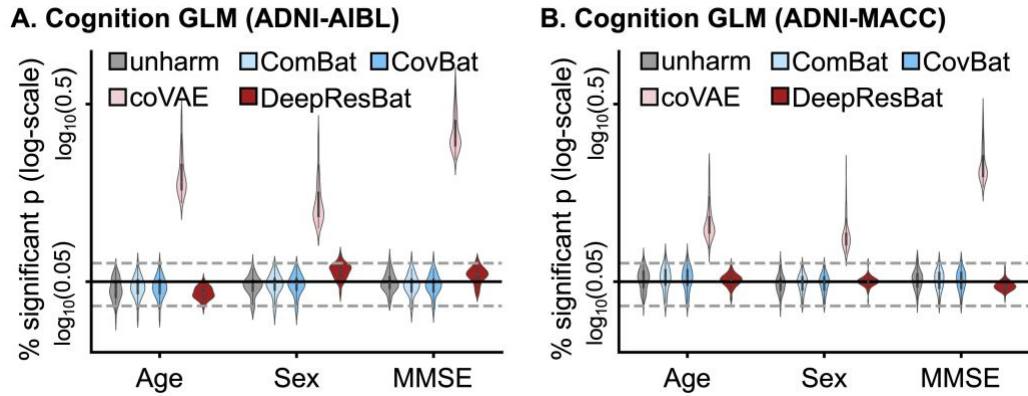 A. Cognition GLM (ADNI-AIBL)
% significant p (log-scale)
log10(0.5)
log10(0.05)
unharm
ComBat
CovBat
coVAE
DeepResBat
Age
Sex
MMSE
B. Cognition GLM (ADNI-MACC)
% significant p (log-scale)
log10(0.5)
log10(0.05)
unharm
ComBat
CovBat
coVAE
DeepResBat
Age
Sex
MMSE